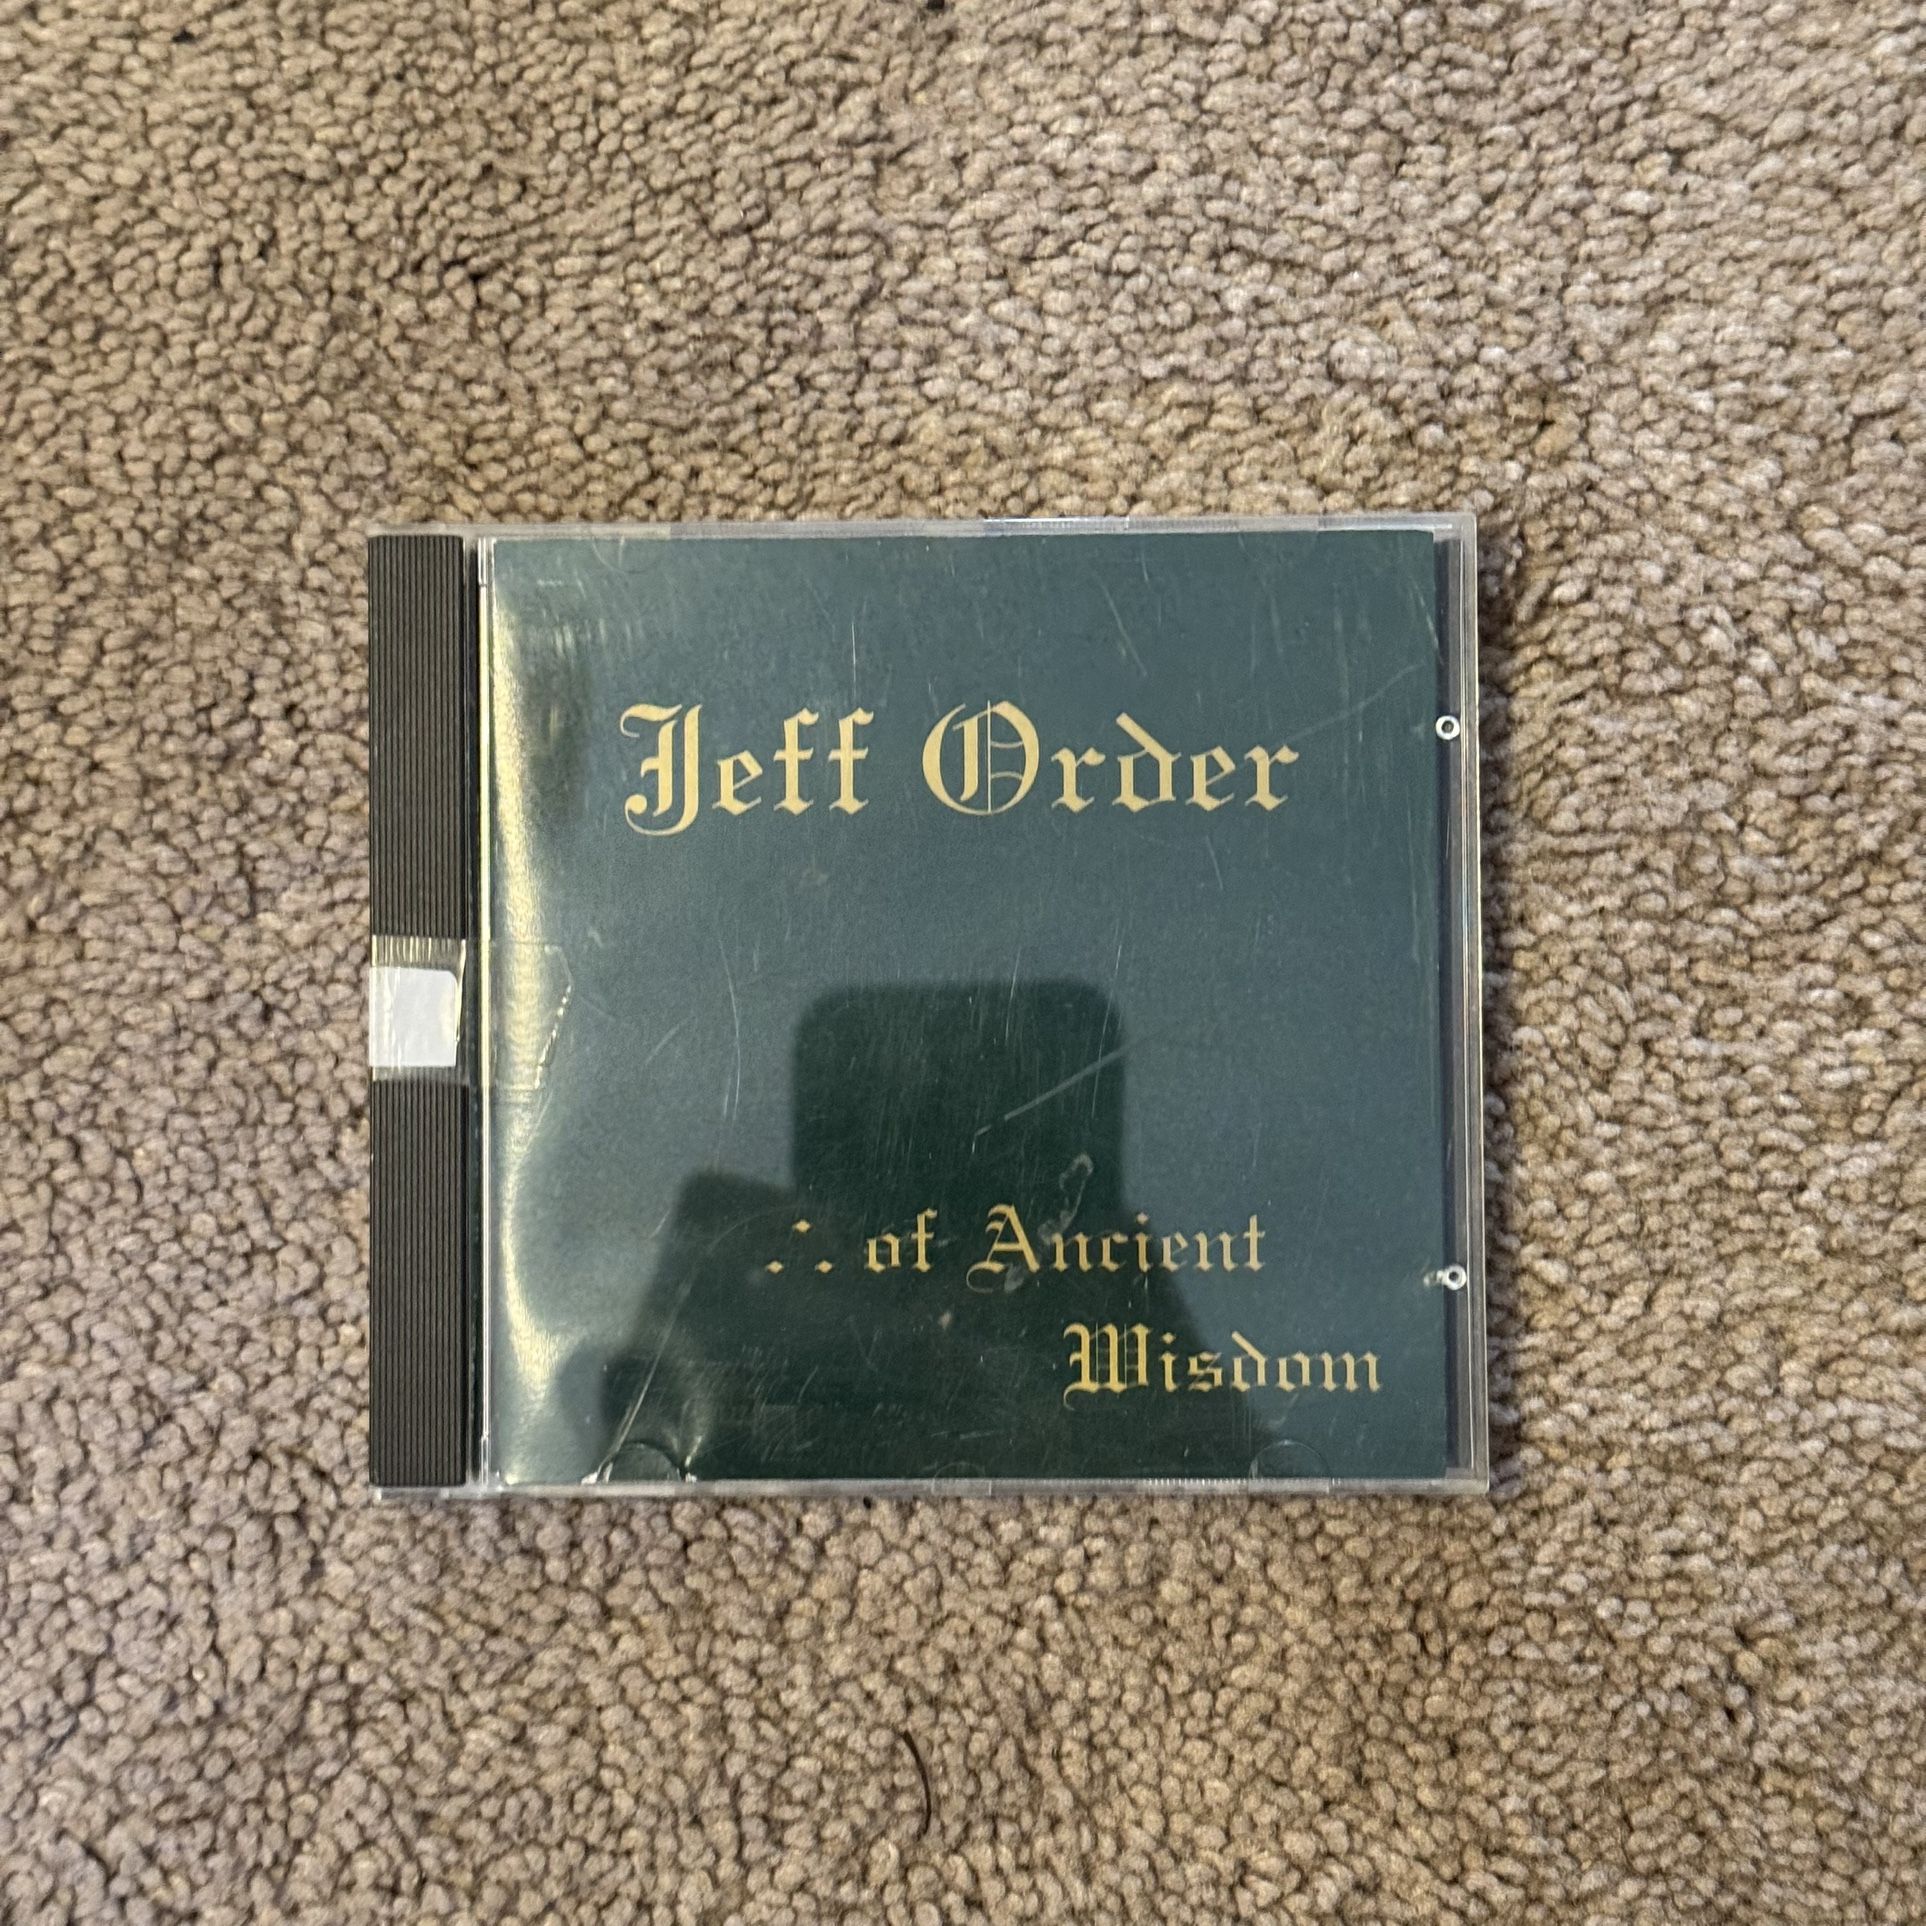 Jeff Order
∴ of Ancient
Wisdom